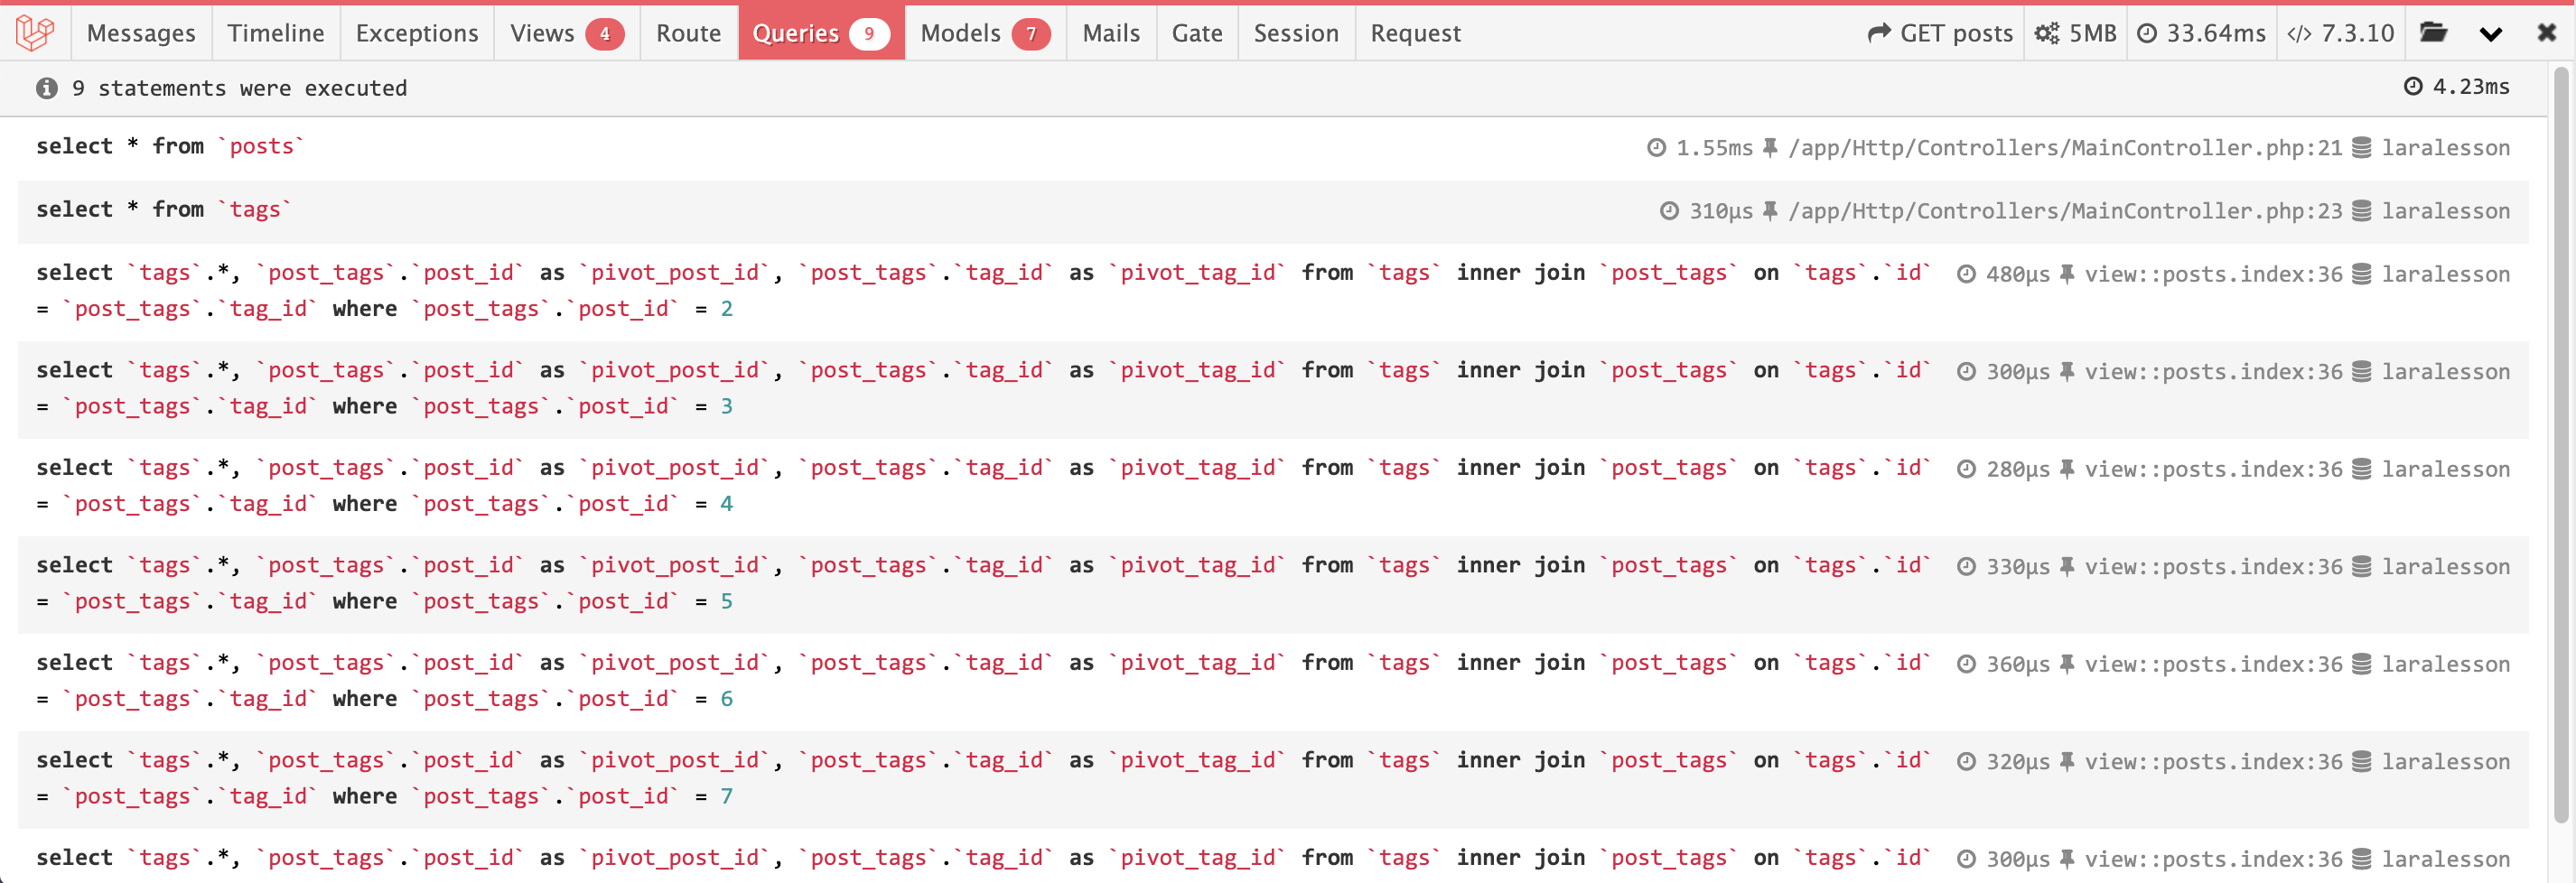 Messages Timeline Exceptions Views 4 Route Queries 9 Models 7 Mails Gate Session Request GET posts 5MB 33.64ms </> 7.3.10
9 statements were executed 4.23ms
select * from `posts` 1.55ms /app/Http/Controllers/MainController.php:21 laralesson
select * from `tags` 310μs /app/Http/Controllers/MainController.php:23 laralesson
select `tags`.*, `post_tags`.`post_id` as `pivot_post_id`, `post_tags`.`tag_id` as `pivot_tag_id` from `tags` inner join `post_tags` on `tags`.`id` 480μs view::posts.index:36 laralesson
= `post_tags`.`tag_id` where `post_tags`.`post_id` = 2
select `tags`.*, `post_tags`.`post_id` as `pivot_post_id`, `post_tags`.`tag_id` as `pivot_tag_id` from `tags` inner join `post_tags` on `tags`.`id` 300μs view::posts.index:36 laralesson
= `post_tags`.`tag_id` where `post_tags`.`post_id` = 3
select `tags`.*, `post_tags`.`post_id` as `pivot_post_id`, `post_tags`.`tag_id` as `pivot_tag_id` from `tags` inner join `post_tags` on `tags`.`id` 280μs view::posts.index:36 laralesson
= `post_tags`.`tag_id` where `post_tags`.`post_id` = 4
select `tags`.*, `post_tags`.`post_id` as `pivot_post_id`, `post_tags`.`tag_id` as `pivot_tag_id` from `tags` inner join `post_tags` on `tags`.`id` 330μs view::posts.index:36 laralesson
= `post_tags`.`tag_id` where `post_tags`.`post_id` = 5
select `tags`.*, `post_tags`.`post_id` as `pivot_post_id`, `post_tags`.`tag_id` as `pivot_tag_id` from `tags` inner join `post_tags` on `tags`.`id` 360μs view::posts.index:36 laralesson
= `post_tags`.`tag_id` where `post_tags`.`post_id` = 6
select `tags`.*, `post_tags`.`post_id` as `pivot_post_id`, `post_tags`.`tag_id` as `pivot_tag_id` from `tags` inner join `post_tags` on `tags`.`id` 320μs view::posts.index:36 laralesson
= `post_tags`.`tag_id` where `post_tags`.`post_id` = 7
select `tags`.*, `post_tags`.`post_id` as `pivot_post_id`, `post_tags`.`tag_id` as `pivot_tag_id` from `tags` inner join `post_tags` on `tags`.`id` 300μs view::posts.index:36 laralesson